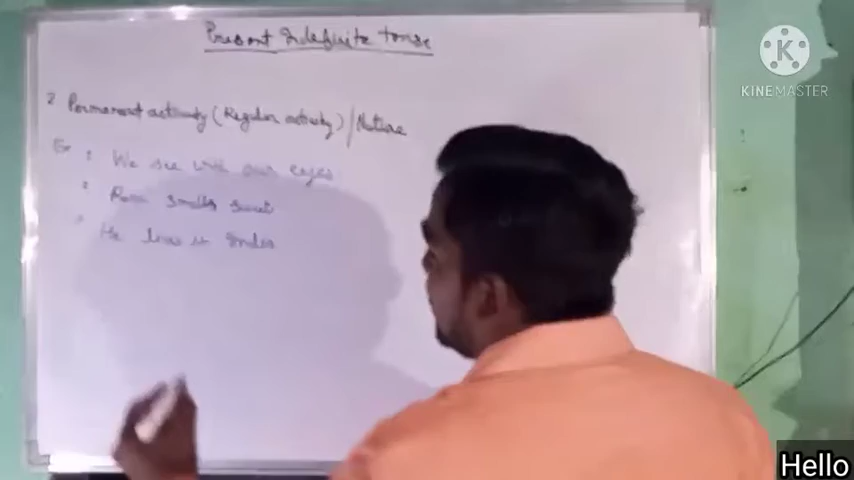 Present Indefinite tense
2 Permanent activity (Regular activity) / Nature
Ex : We see with our eyes
: Rose smells sweet
He lives in India
KINEMASTER
Hello